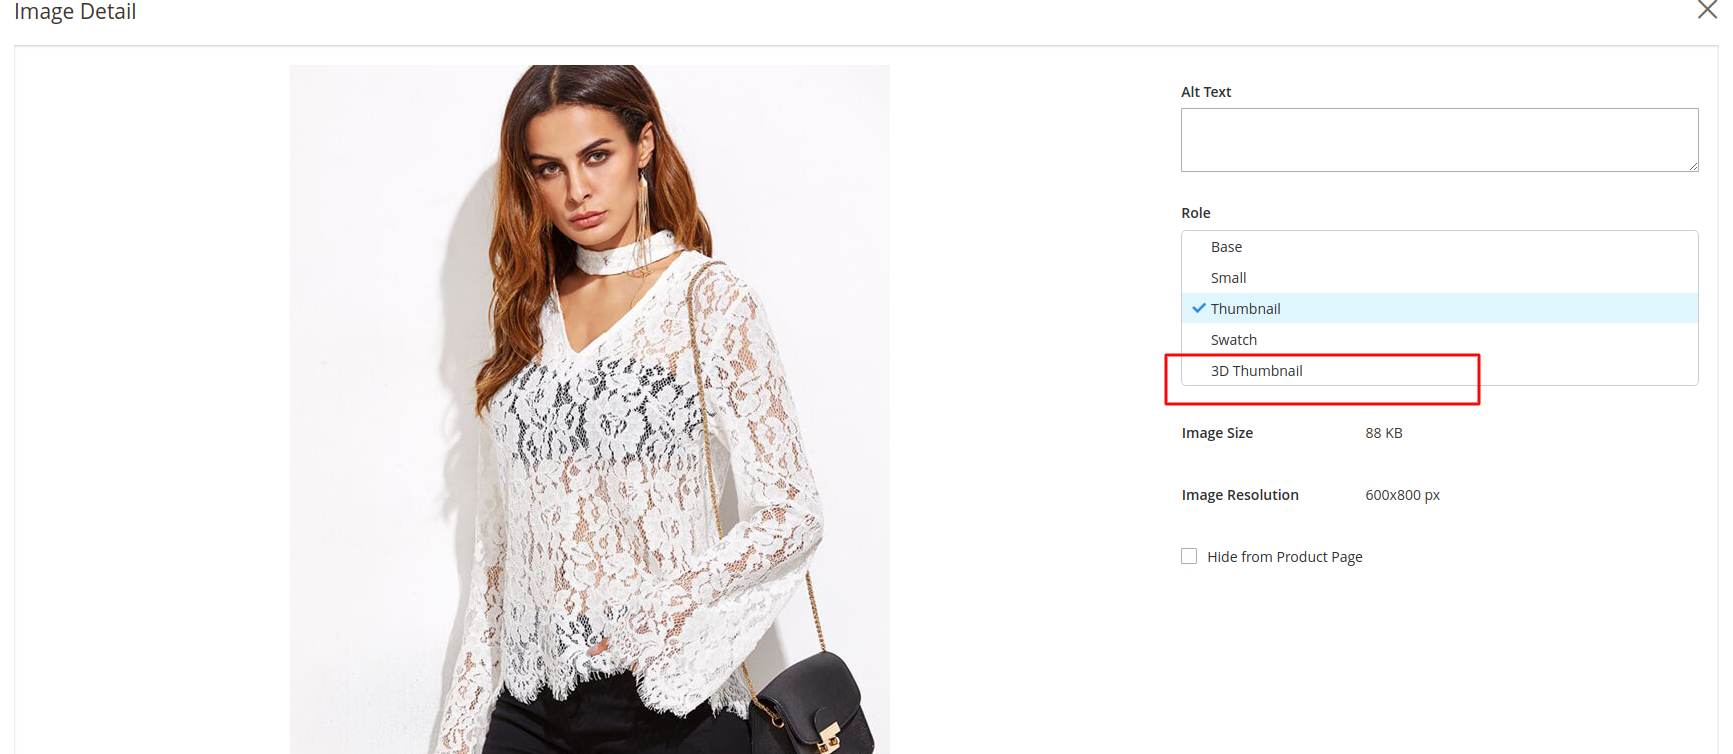 Image Detail
Alt Text
Role
Base
Small
Thumbnail
Swatch
3D Thumbnail
Image Size 88 KB
Image Resolution 600x800 px
Hide from Product Page